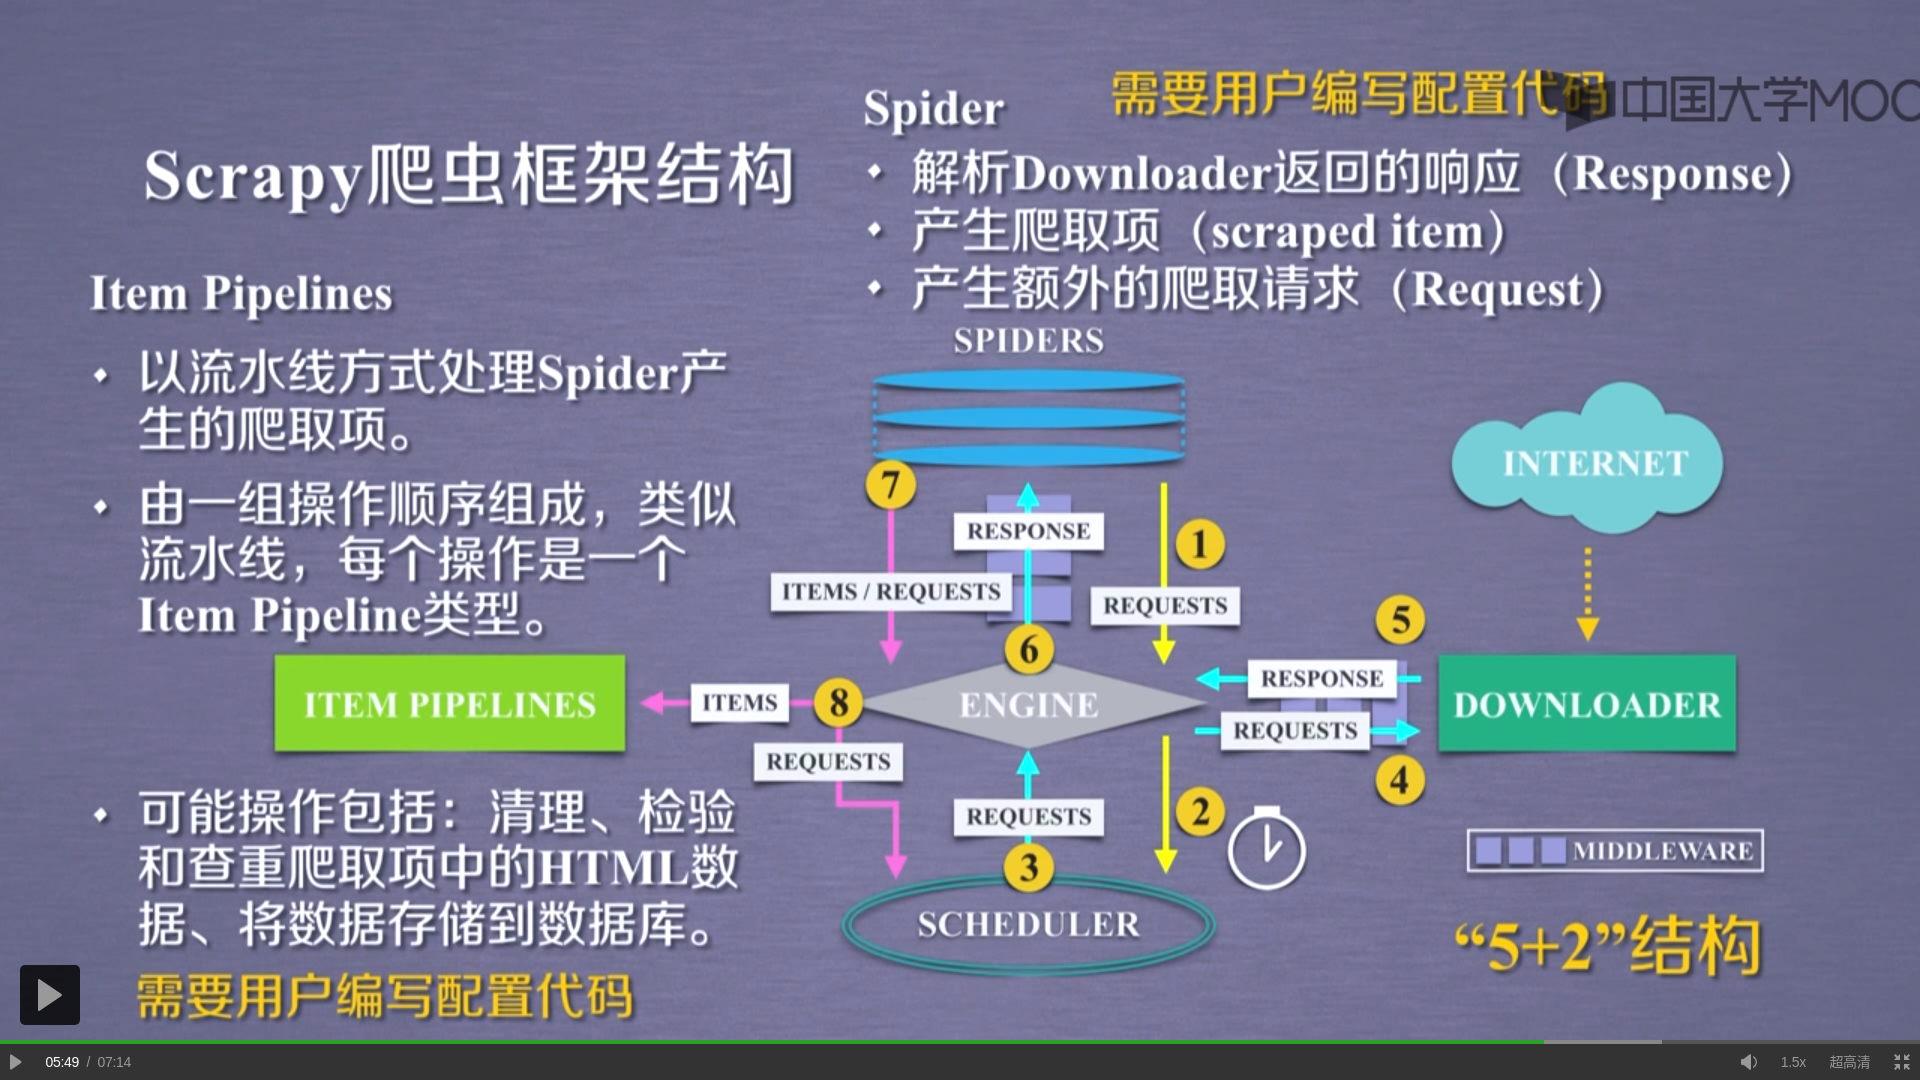 需要用户编写配置代码
中国大学MOO
Spider
Scrapy爬虫框架结构
解析Downloader返回的响应（Response）
产生爬取项（scraped item）
产生额外的爬取请求（Request）
Item Pipelines
以流水线方式处理Spider产
生的爬取项。
由一组操作顺序组成，类似
流水线，每个操作是一个
Item Pipeline类型。
SPIDERS
INTERNET
7
RESPONSE
1
ITEMS / REQUESTS
REQUESTS
5
6
RESPONSE
ITEM PIPELINES
ITEMS
8
ENGINE
DOWNLOADER
REQUESTS
REQUESTS
4
REQUESTS
2
3
MIDDLEWARE
SCHEDULER
可能操作包括：清理、检验
和查重爬取项中的HTML数
据、将数据存储到数据库。
“5+2”结构
需要用户编写配置代码
05:49 / 07:14
1.5x
超高清